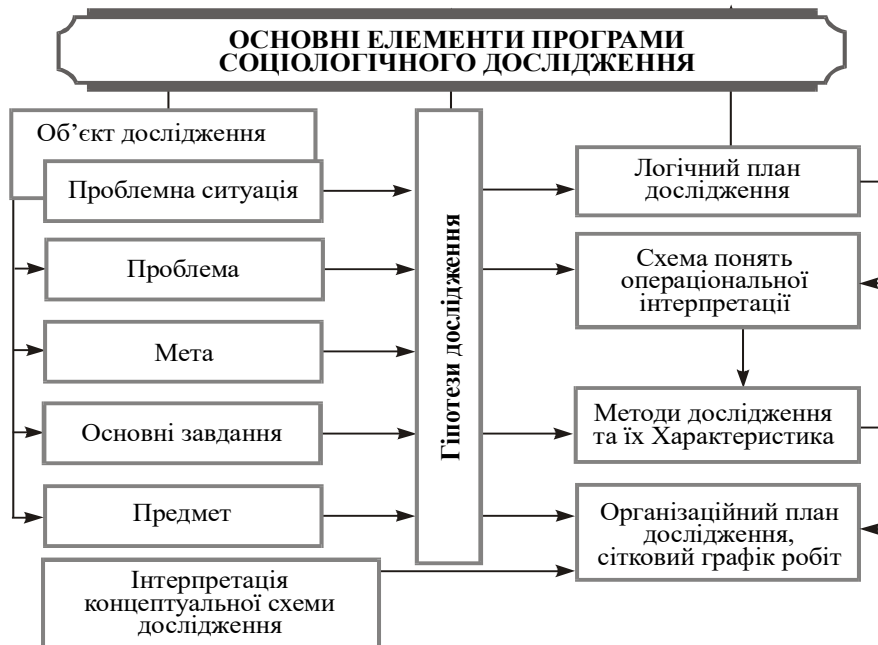 ОСНОВНІ ЕЛЕМЕНТИ ПРОГРАМИ
СОЦІОЛОГІЧНОГО ДОСЛІДЖЕННЯ
Об’єкт дослідження
Проблемна ситуація
Проблема
Мета
Основні завдання
Предмет
Інтерпретація
концептуальної схеми
дослідження
Гіпотези дослідження
Логічний план
дослідження
Схема понять
операціональної
інтерпретації
Методи дослідження
та їх Характеристика
Організаційний план
дослідження,
сітковий графік робіт